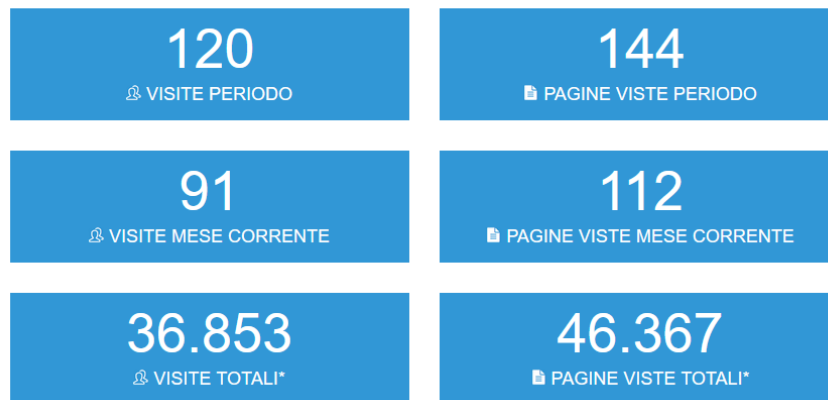 120
VISITE PERIODO
144
PAGINE VISTE PERIODO
91
VISITE MESE CORRENTE
112
PAGINE VISTE MESE CORRENTE
36.853
VISITE TOTALI*
46.367
PAGINE VISTE TOTALI*